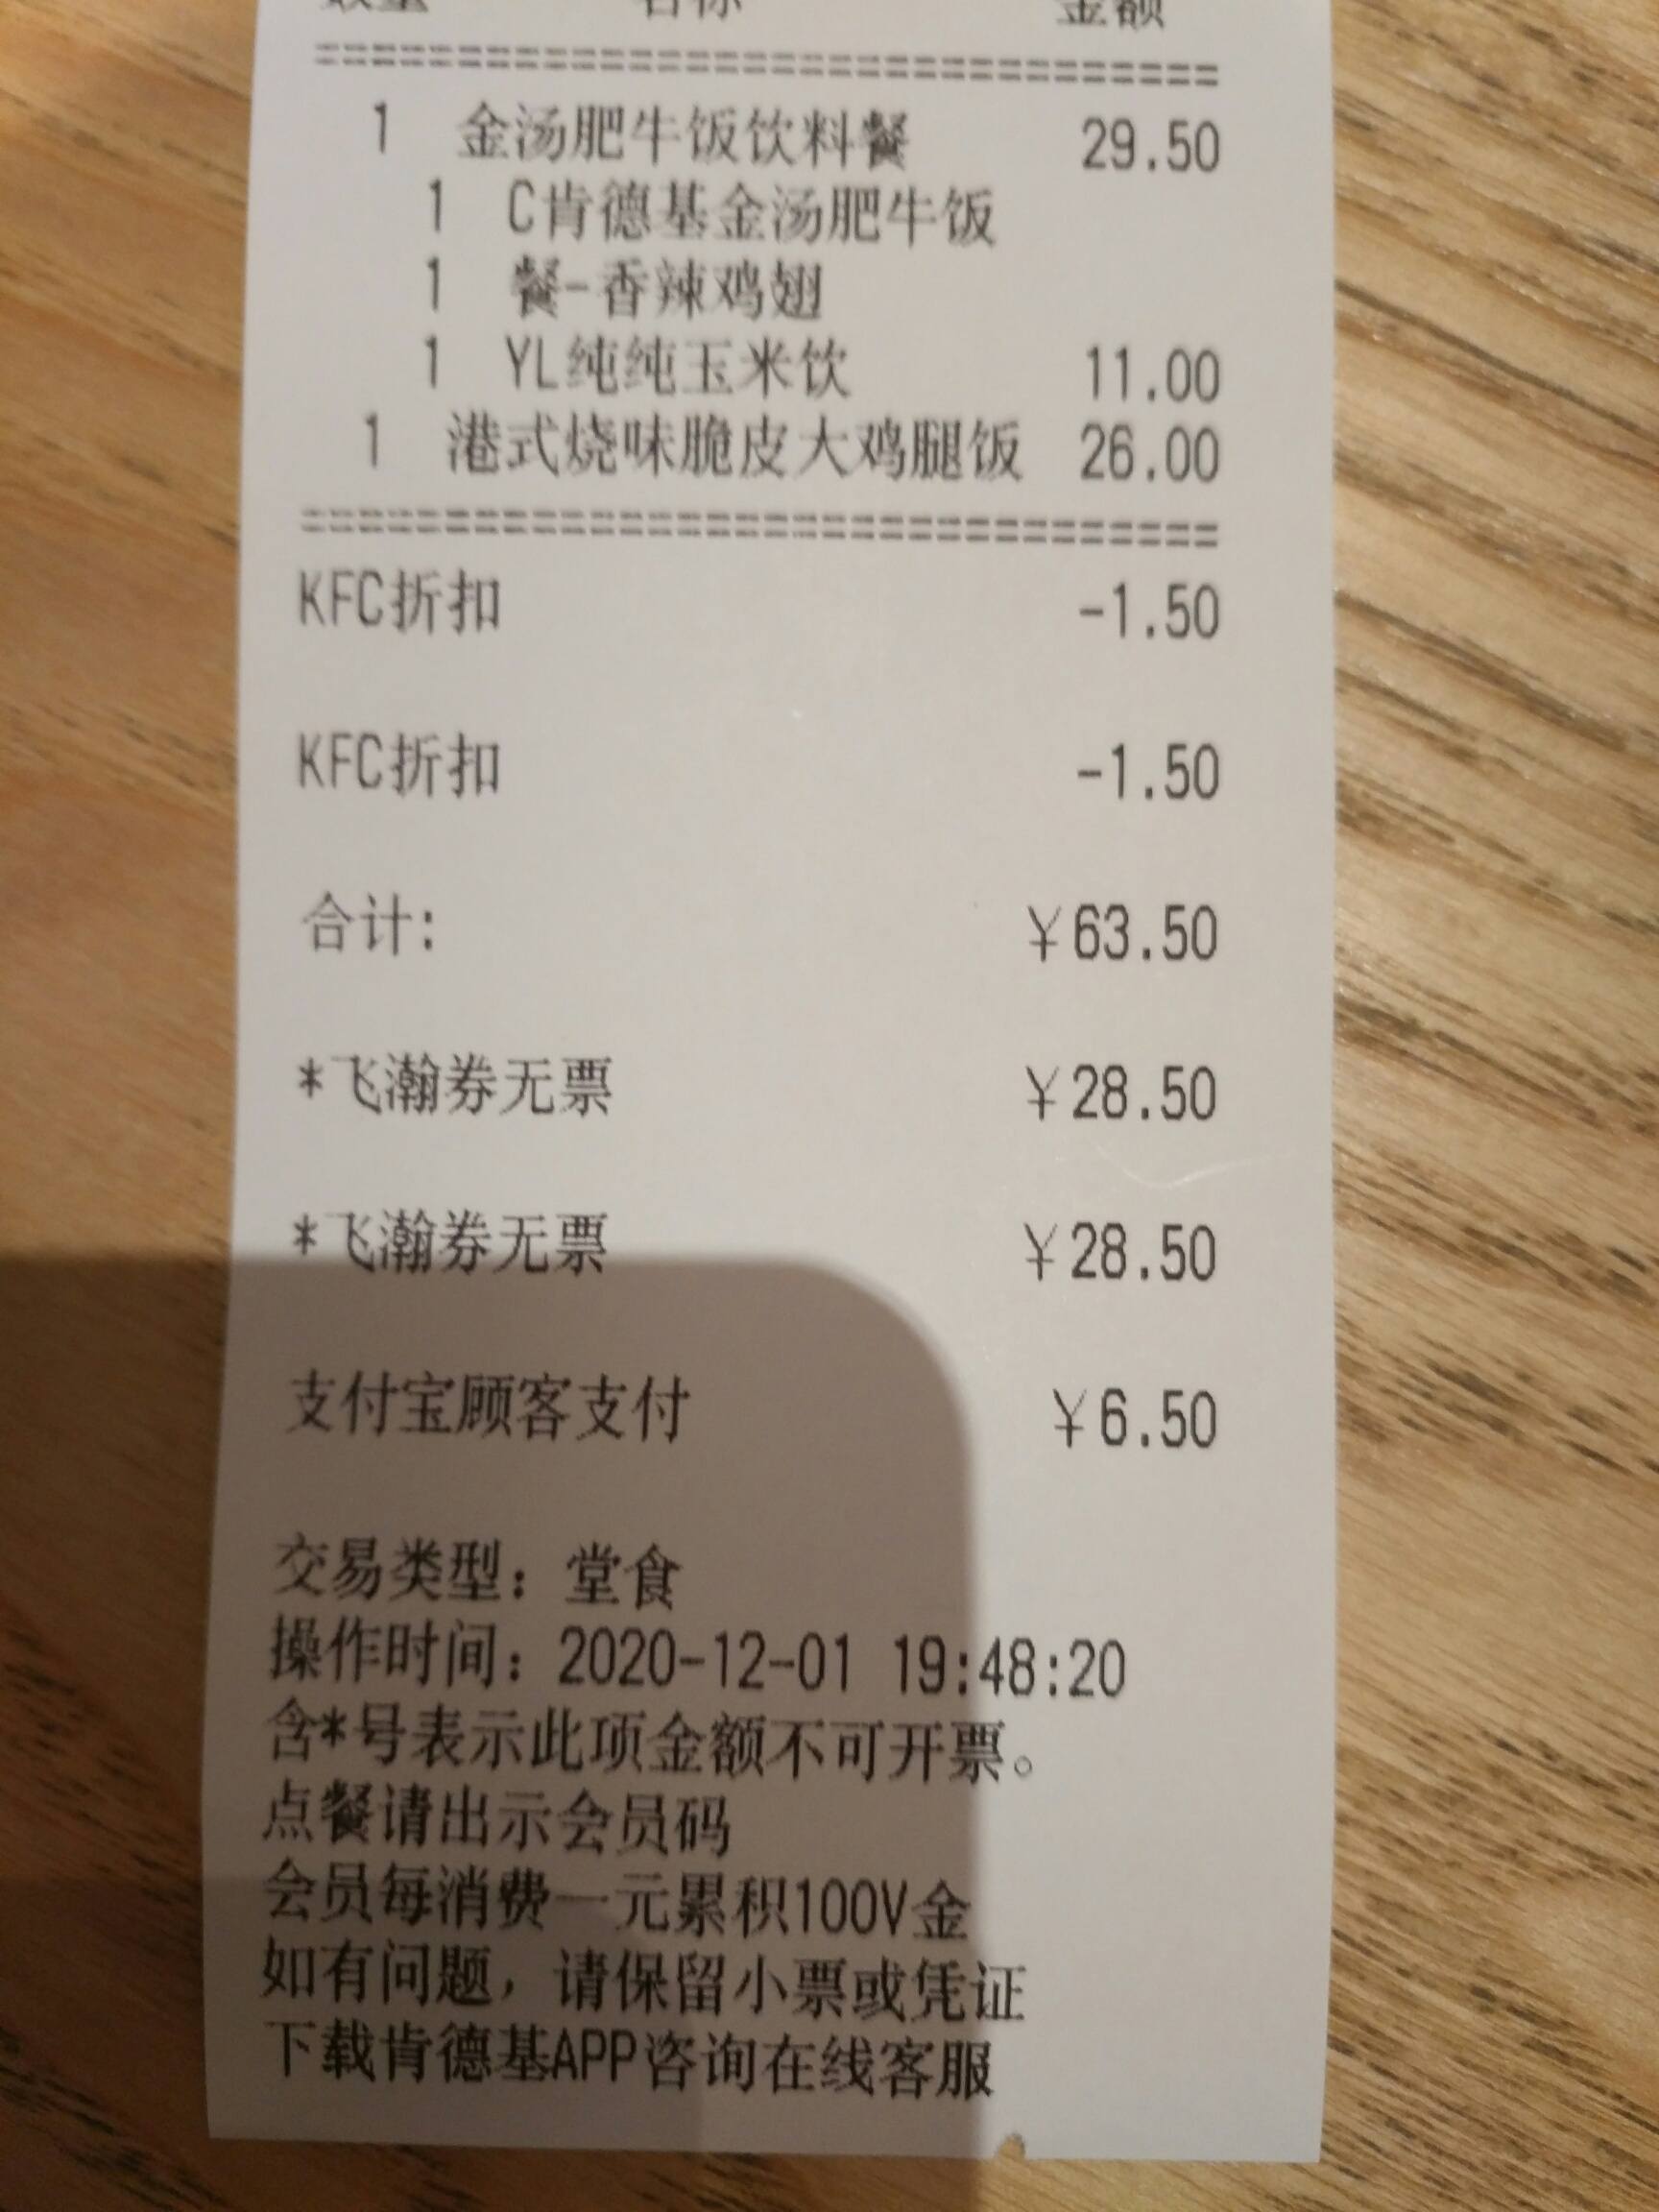 数量 名称 金额
================================
1 金汤肥牛饭饮料餐 29.50
1 C肯德基金汤肥牛饭
1 餐-香辣鸡翅
1 YL纯纯玉米饮 11.00
1 港式烧味脆皮大鸡腿饭 26.00
================================
KFC折扣 -1.50
KFC折扣 -1.50
合计: ¥63.50
*飞瀚券无票 ¥28.50
*飞瀚券无票 ¥28.50
支付宝顾客支付 ¥6.50
交易类型：堂食
操作时间：2020-12-01 19:48:20
含*号表示此项金额不可开票。
点餐请出示会员码
会员每消费一元累积100V金
如有问题，请保留小票或凭证
下载肯德基APP咨询在线客服